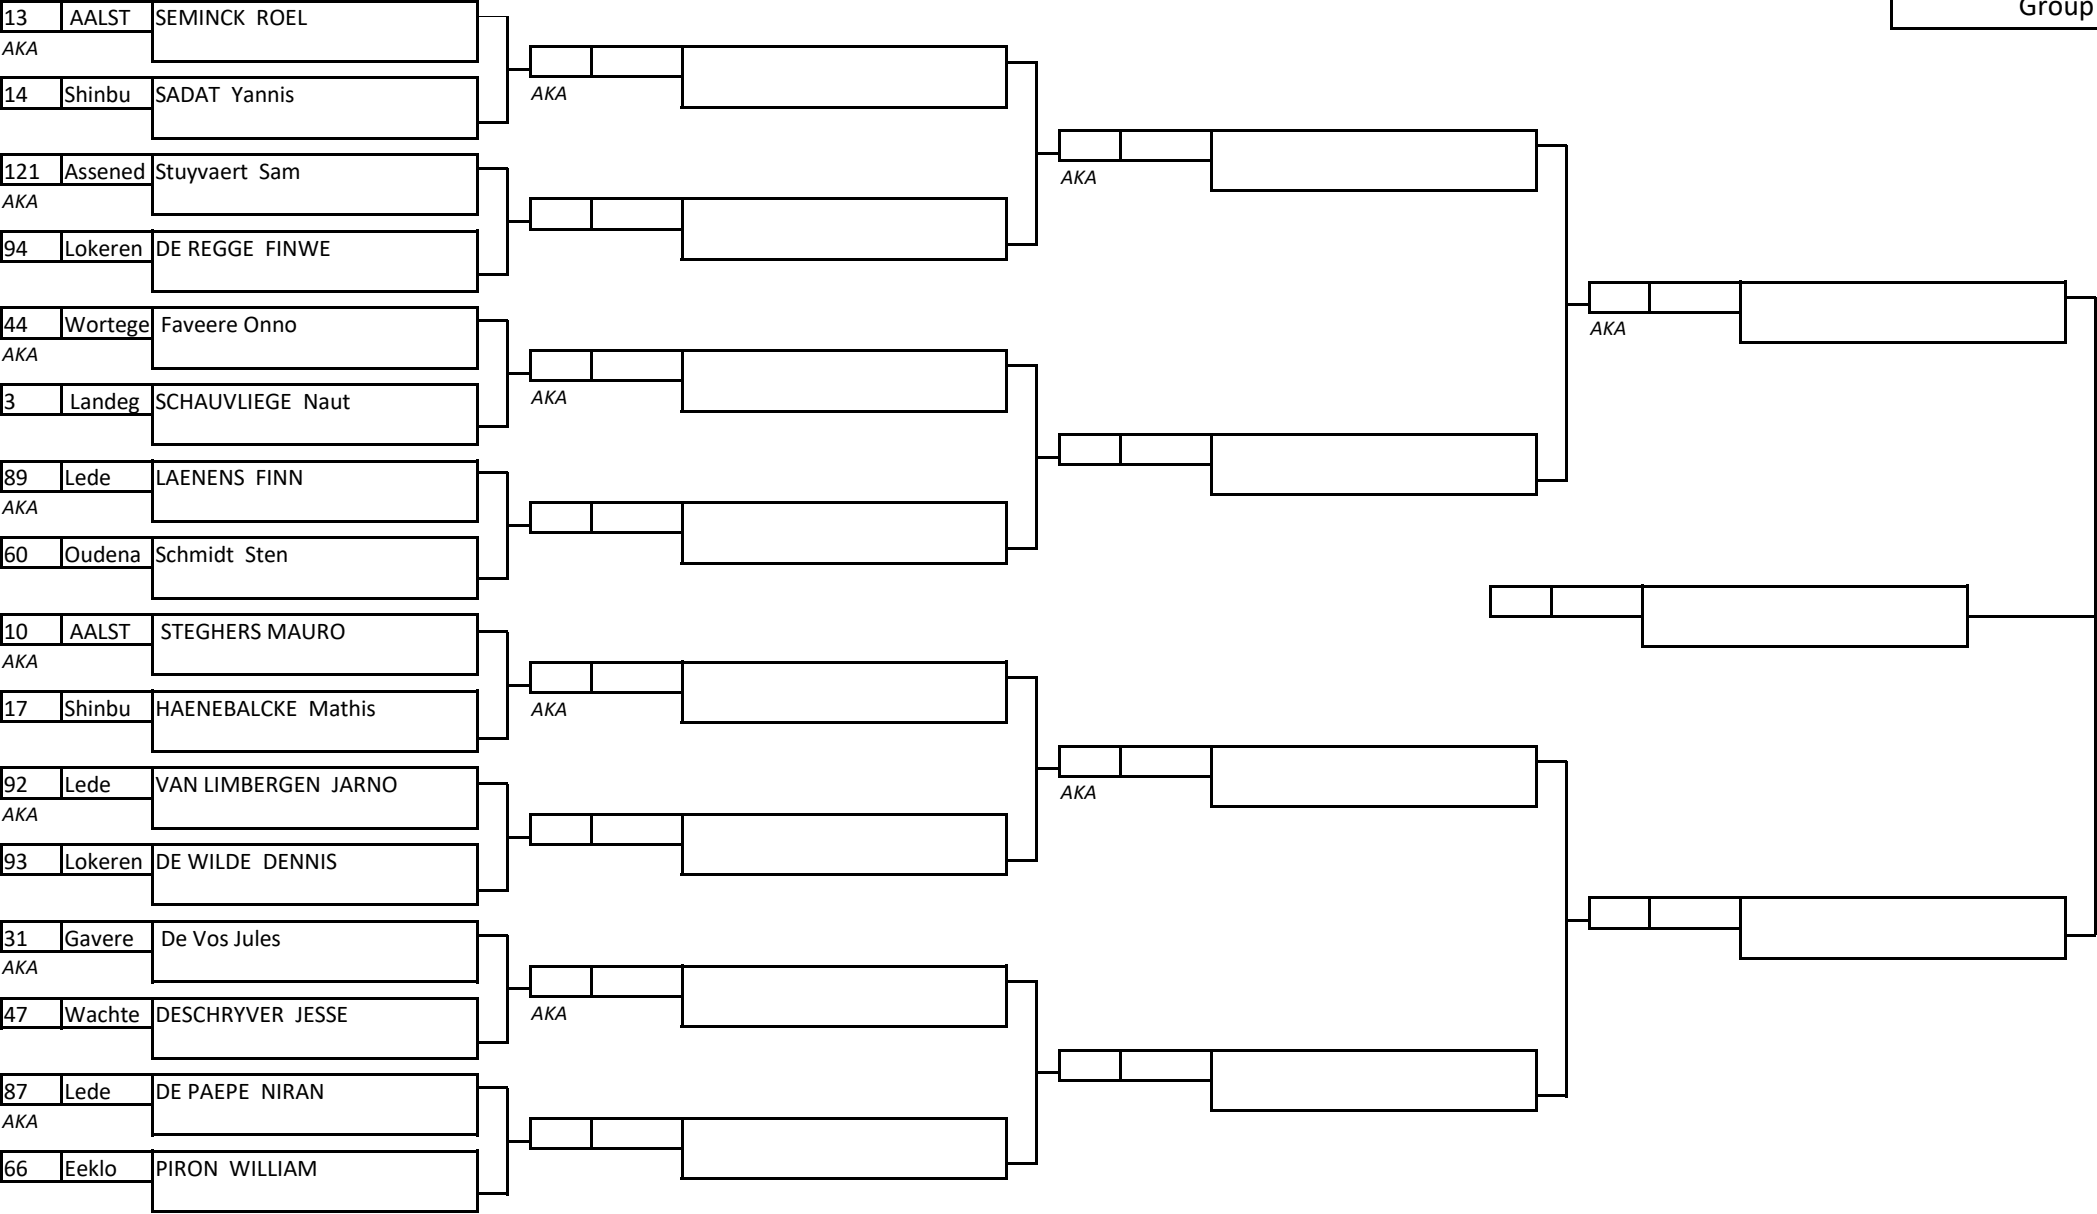 Group
13 AALST SEMINCK ROEL
AKA
14 Shinbu SADAT Yannis
AKA
121 Assened Stuyvaert Sam
AKA
AKA
94 Lokeren DE REGGE FINWE
44 Wortege Faveere Onno
AKA
AKA
3 Landeg SCHAUVLIEGE Naut
AKA
89 Lede LAENENS FINN
AKA
60 Oudena Schmidt Sten
10 AALST STEGHERS MAURO
AKA
17 Shinbu HAENEBALCKE Mathis
AKA
92 Lede VAN LIMBERGEN JARNO
AKA
AKA
93 Lokeren DE WILDE DENNIS
31 Gavere De Vos Jules
AKA
47 Wachte DESCHRYVER JESSE
AKA
87 Lede DE PAEPE NIRAN
AKA
66 Eeklo PIRON WILLIAM